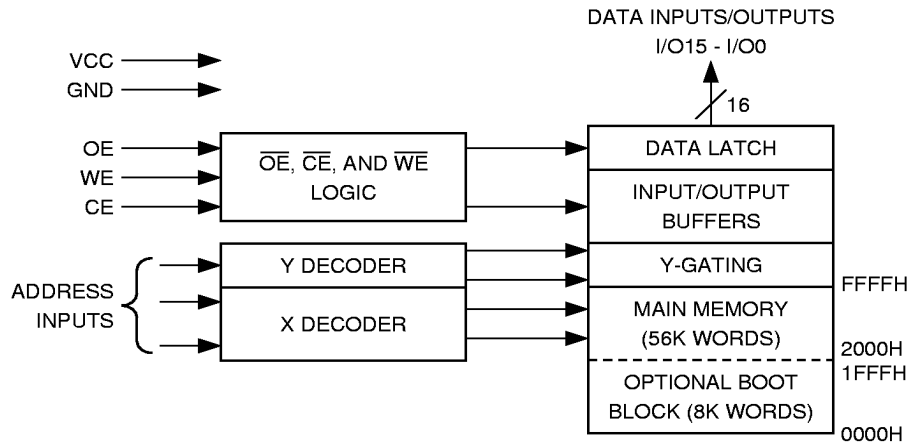 DATA INPUTS/OUTPUTS
I/O15 - I/O0
16
VCC
GND
OE
WE
CE
OE, CE, AND WE
LOGIC
DATA LATCH
INPUT/OUTPUT
BUFFERS
Y DECODER
Y-GATING
ADDRESS
INPUTS
X DECODER
FFFFH
MAIN MEMORY
(56K WORDS)
2000H
1FFFH
OPTIONAL BOOT
BLOCK (8K WORDS)
0000H